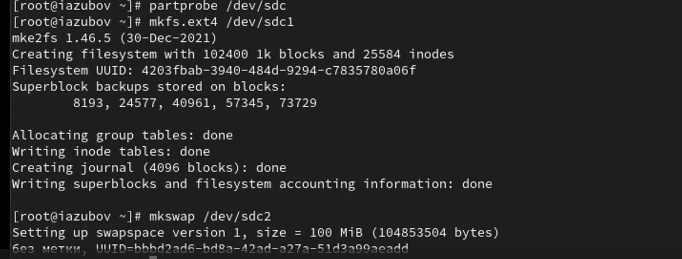 [root@iazubov ~]# partprobe /dev/sdc
[root@iazubov ~]# mkfs.ext4 /dev/sdc1
mke2fs 1.46.5 (30-Dec-2021)
Creating filesystem with 102400 1k blocks and 25584 inodes
Filesystem UUID: 4203fbab-3940-484d-9294-c7835780a06f
Superblock backups stored on blocks:
8193, 24577, 40961, 57345, 73729
Allocating group tables: done
Writing inode tables: done
Creating journal (4096 blocks): done
Writing superblocks and filesystem accounting information: done
[root@iazubov ~]# mkswap /dev/sdc2
Setting up swapspace version 1, size = 100 MiB (104853504 bytes)
без метки, UUID=bbbd2ad6-bd8a-42ad-a27a-51d3a99aeadd